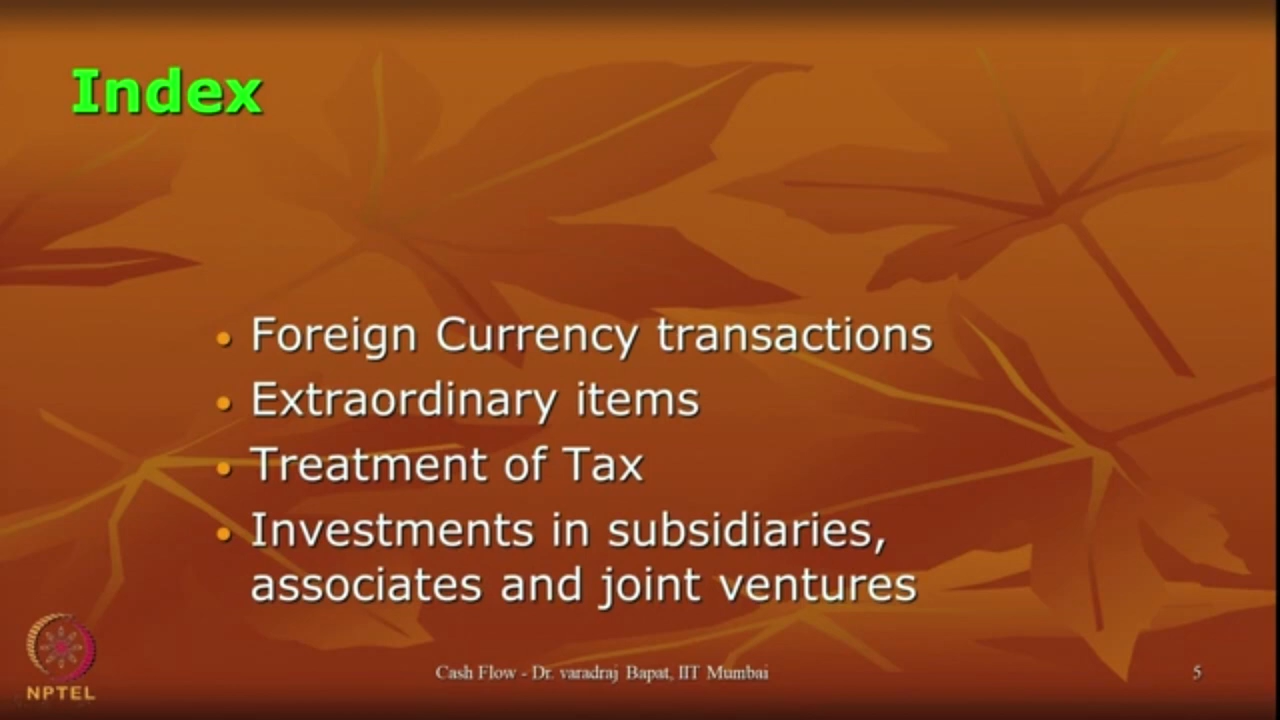 Index
• Foreign Currency transactions
• Extraordinary items
• Treatment of Tax
• Investments in subsidiaries,
associates and joint ventures
NPTEL
Cash Flow - Dr. varadraj Bapat, IIT Mumbai
5